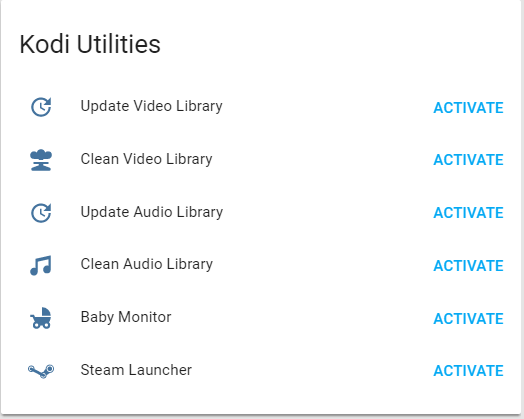 Kodi Utilities
Update Video Library ACTIVATE
Clean Video Library ACTIVATE
Update Audio Library ACTIVATE
Clean Audio Library ACTIVATE
Baby Monitor ACTIVATE
Steam Launcher ACTIVATE